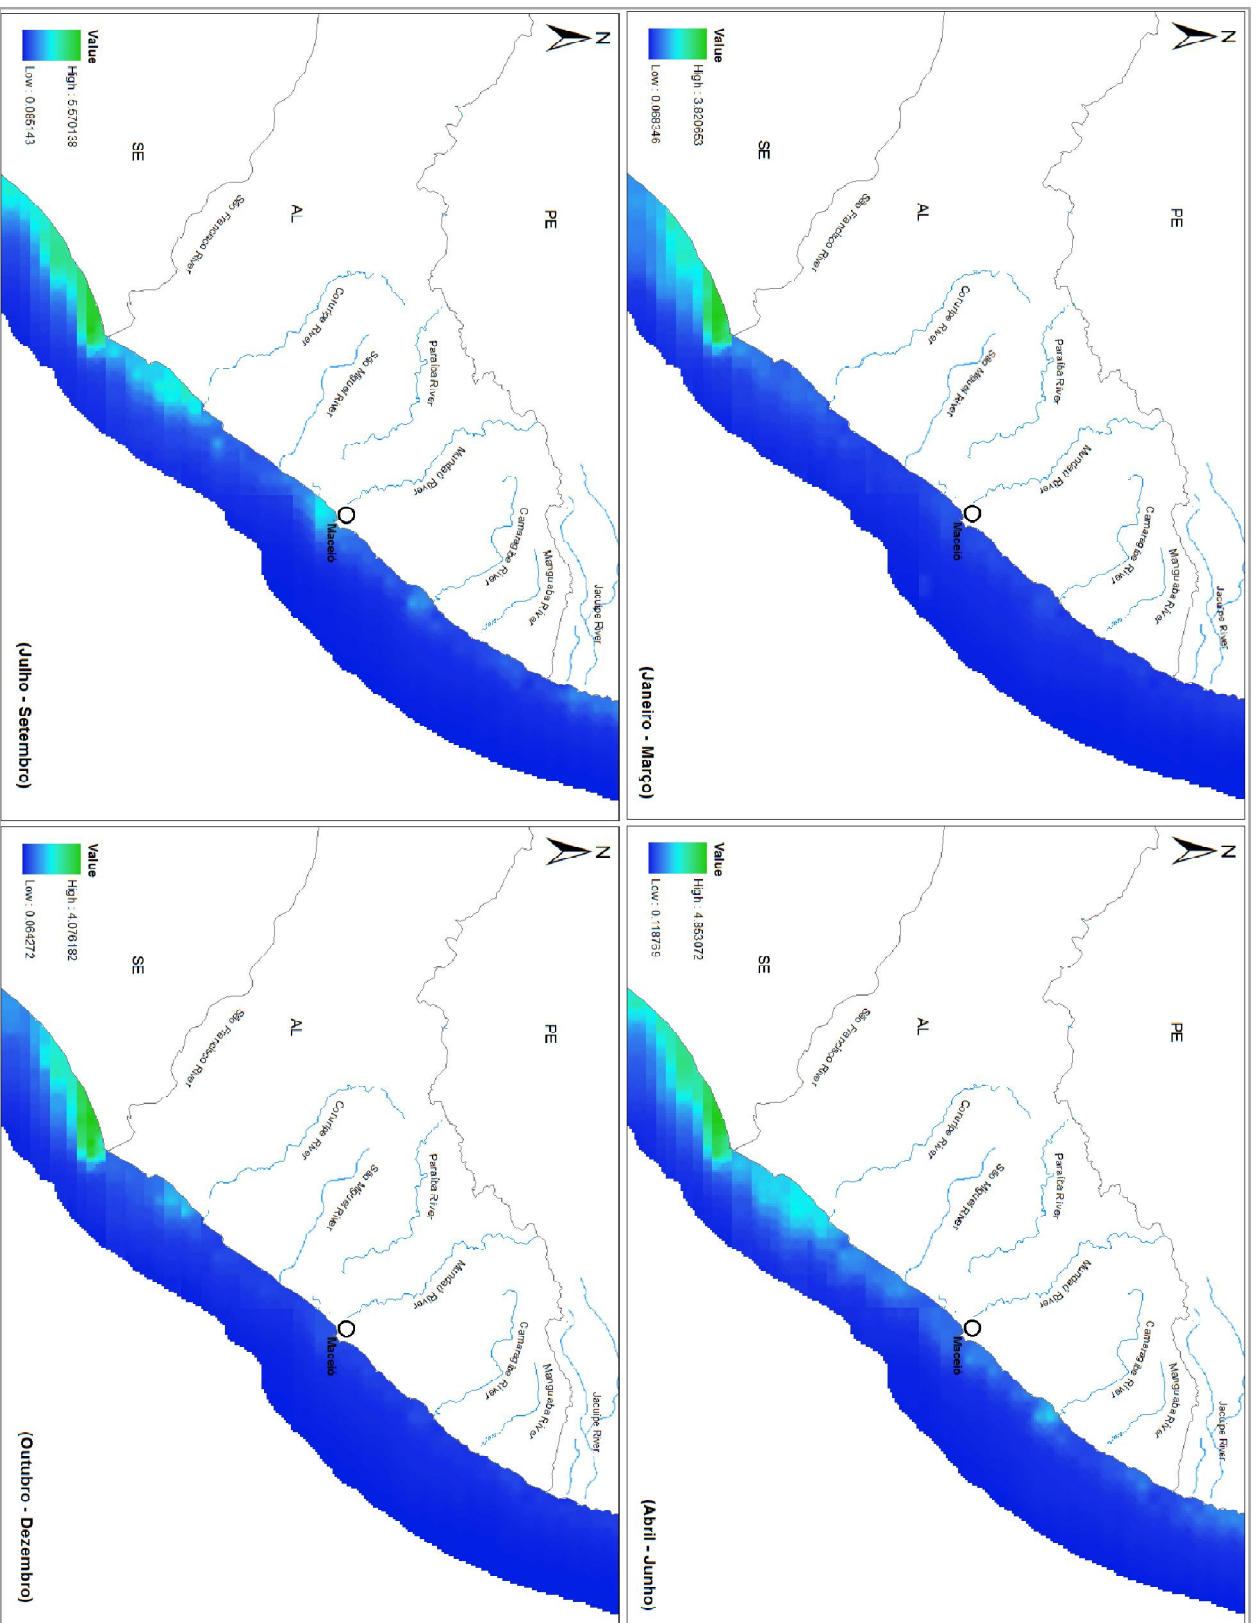 N
PE
AL
SE
Jacuípe River
Manguaba River
Camaragibe River
Mundaú River
Paraíba River
São Miguel River
Coruripe River
São Francisco River
Maceió
Value
High : 3.820653
Low : 0.068346
(Janeiro - Março)
N
PE
AL
SE
Jacuípe River
Manguaba River
Camaragibe River
Mundaú River
Paraíba River
São Miguel River
Coruripe River
São Francisco River
Maceió
Value
High : 4.853072
Low : 0.118769
(Abril - Junho)
N
PE
AL
SE
Jacuípe River
Manguaba River
Camaragibe River
Mundaú River
Paraíba River
São Miguel River
Coruripe River
São Francisco River
Maceió
Value
High : 5.570138
Low : 0.085143
(Julho - Setembro)
N
PE
AL
SE
Jacuípe River
Manguaba River
Camaragibe River
Mundaú River
Paraíba River
São Miguel River
Coruripe River
São Francisco River
Maceió
Value
High : 4.076182
Low : 0.064272
(Outubro - Dezembro)